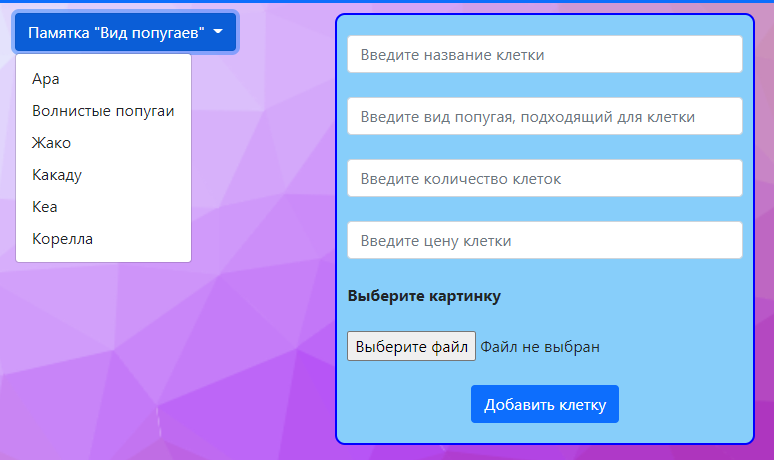 Памятка "Вид попугаев"
Ара
Волнистые попугаи
Жако
Какаду
Кеа
Корелла
Введите название клетки
Введите вид попугая, подходящий для клетки
Введите количество клеток
Введите цену клетки
Выберите картинку
Выберите файл Файл не выбран
Добавить клетку